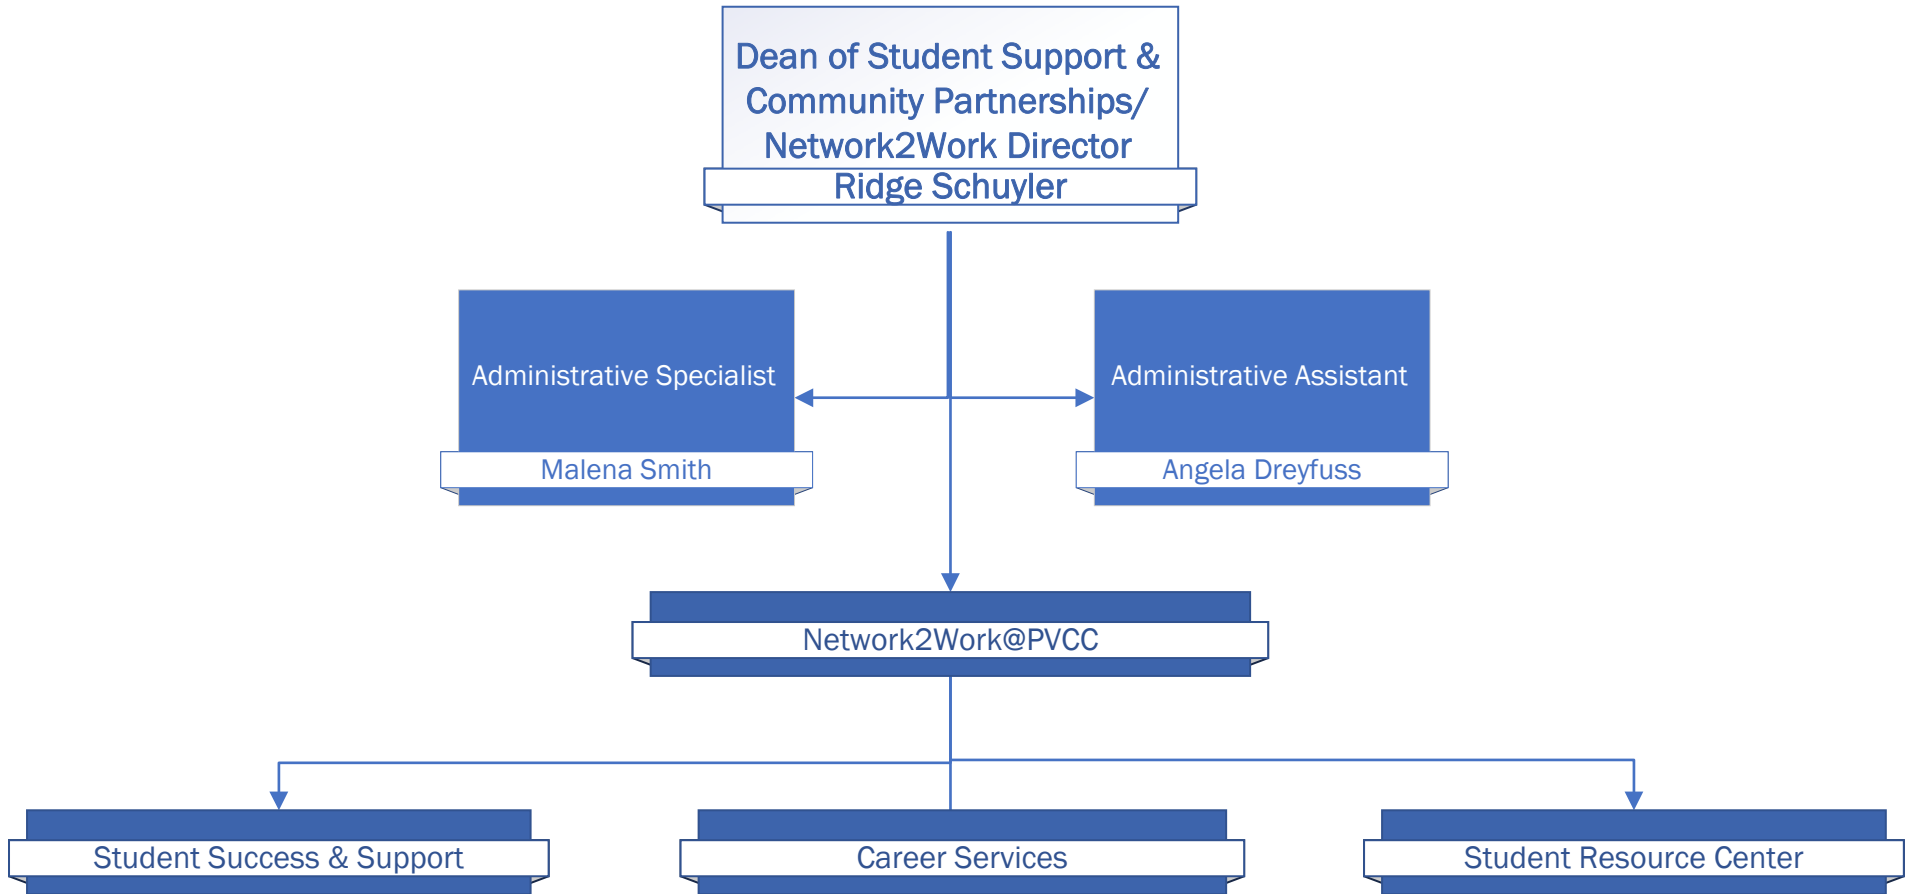 Dean of Student Support &
Community Partnerships/
Network2Work Director
Ridge Schuyler
Administrative Specialist
Malena Smith
Administrative Assistant
Angela Dreyfuss
Network2Work@PVCC
Student Success & Support
Career Services
Student Resource Center